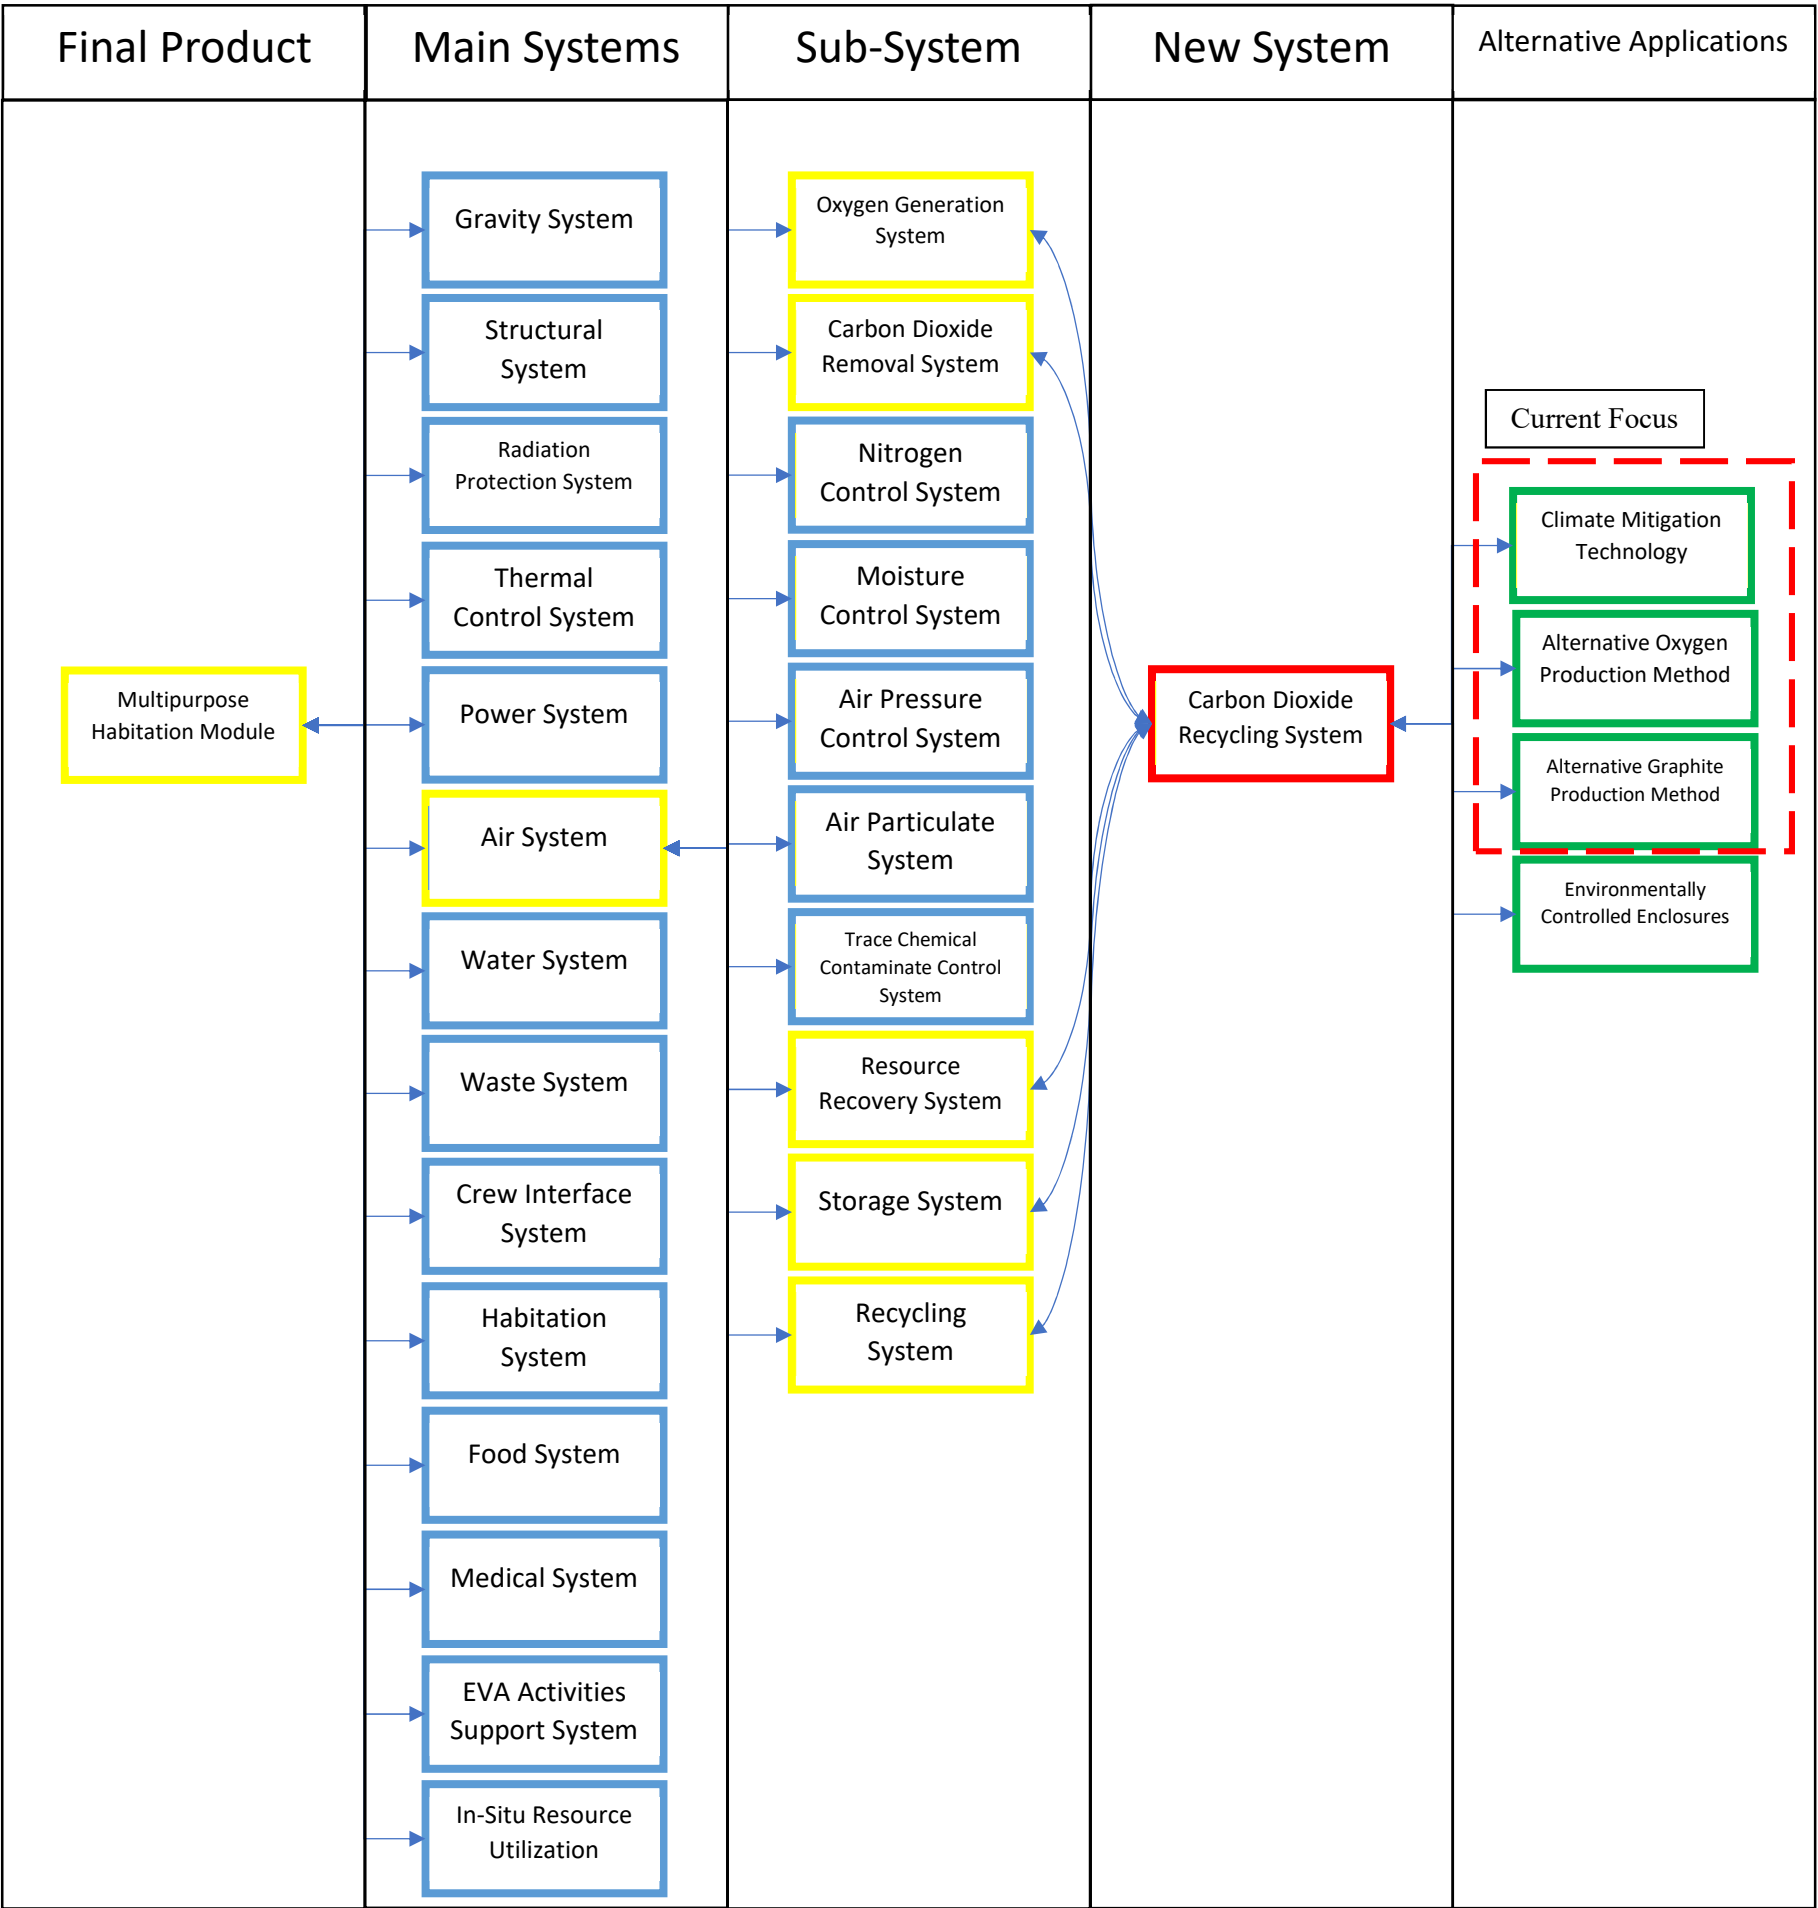 Final Product
Main Systems
Sub-System
New System
Alternative Applications
Multipurpose
Habitation Module
Gravity System
Structural
System
Radiation
Protection System
Thermal
Control System
Power System
Air System
Water System
Waste System
Crew Interface
System
Habitation
System
Food System
Medical System
EVA Activities
Support System
In-Situ Resource
Utilization
Oxygen Generation
System
Carbon Dioxide
Removal System
Nitrogen
Control System
Moisture
Control System
Air Pressure
Control System
Air Particulate
System
Trace Chemical
Contaminate Control
System
Resource
Recovery System
Storage System
Recycling
System
Carbon Dioxide
Recycling System
Current Focus
Climate Mitigation
Technology
Alternative Oxygen
Production Method
Alternative Graphite
Production Method
Environmentally
Controlled Enclosures